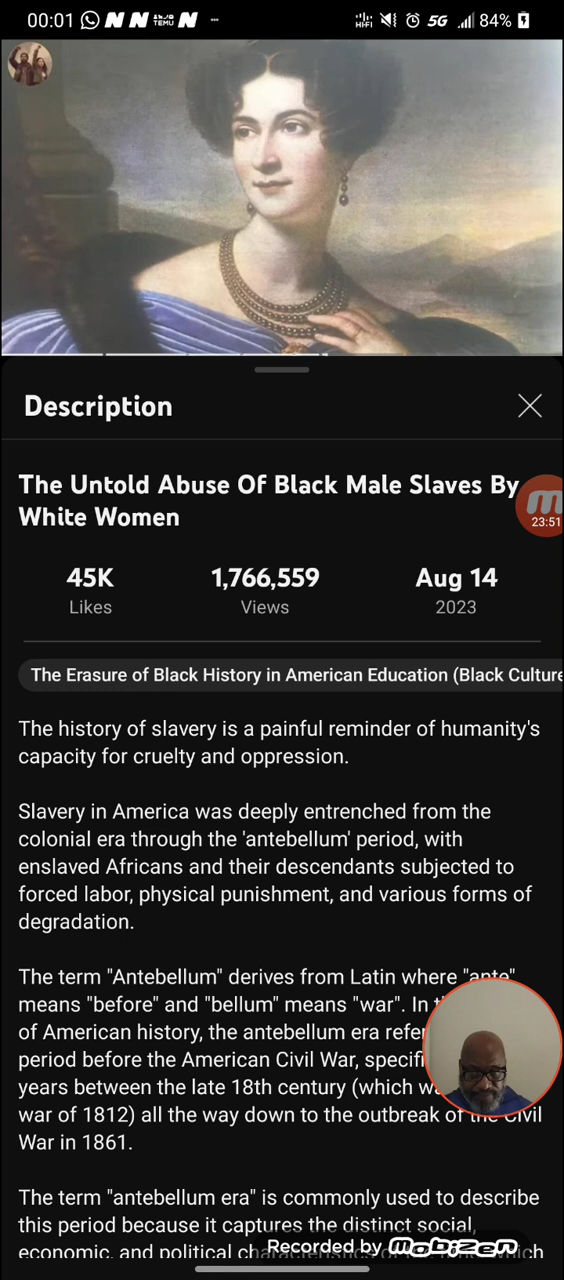 00:01 N N TEMU N HiFi 5G 84%
Description
The Untold Abuse Of Black Male Slaves By
White Women
23:51
45K 1,766,559 Aug 14
Likes Views 2023
The Erasure of Black History in American Education (Black Culture
The history of slavery is a painful reminder of humanity's
capacity for cruelty and oppression.
Slavery in America was deeply entrenched from the
colonial era through the 'antebellum' period, with
enslaved Africans and their descendants subjected to
forced labor, physical punishment, and various forms of
degradation.
The term "Antebellum" derives from Latin where "ante"
means "before" and "bellum" means "war". In
of American history, the antebellum era
period before the American Civil War,
years between the late 18th century (which
war of 1812) all the way down to the outbreak of the Civil
War in 1861.
The term "antebellum era" is commonly used to describe
this period because it captures the distinct social,
economic, and political
Recorded by MOBIZEN